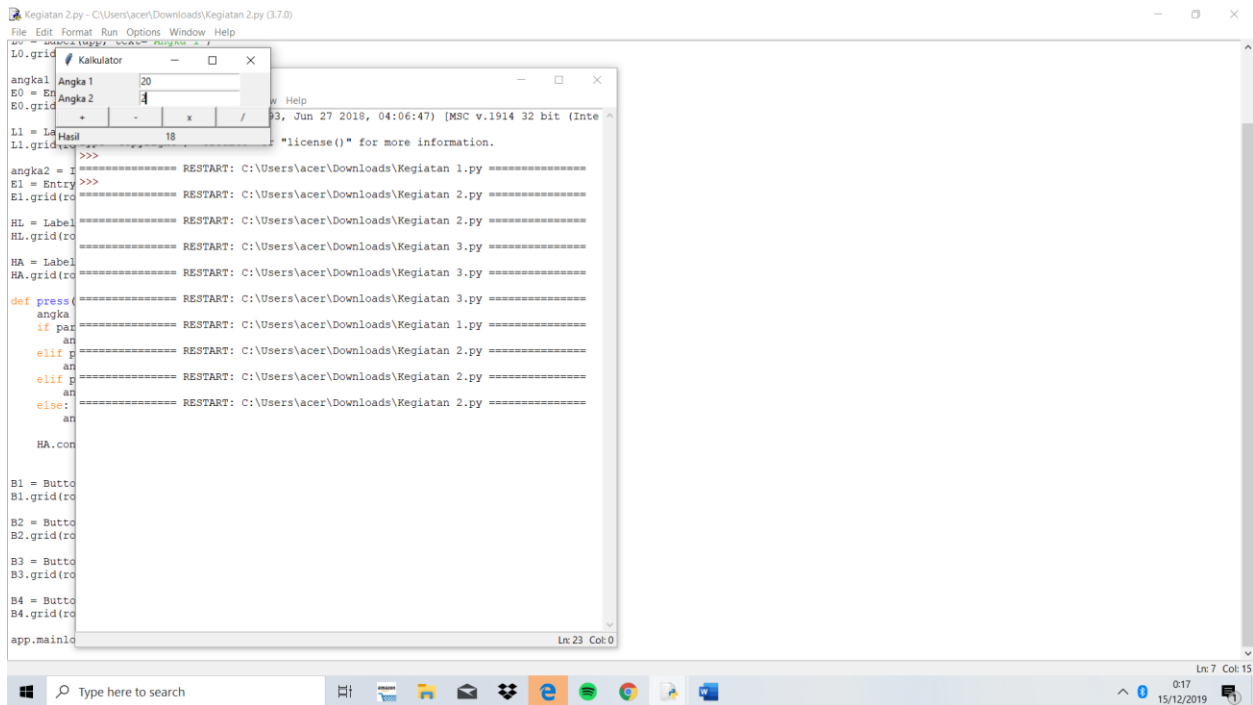 Kegiatan 2.py - C:\Users\acer\Downloads\Kegiatan 2.py (3.7.0)
File Edit Format Run Options Window Help
L0.grid
Kalkulator
Angka 1 20
Angka 2 2
+ - x /
Hasil 18
angka1
E0 = En
E0.grid
L1 = La
L1.grid(ro
angka2 = I
E1 = Entry
E1.grid(ro
HL = Label
HL.grid(ro
HA = Label
HA.grid(ro
def press(
angka
if par
an
elif p
an
elif p
an
else:
an
HA.con
B1 = Butto
B1.grid(ro
B2 = Butto
B2.grid(ro
B3 = Butto
B3.grid(ro
B4 = Butto
B4.grid(ro
app.mainlo
w Help
93, Jun 27 2018, 04:06:47) [MSC v.1914 32 bit (Inte
"license()" for more information.
>>>
=============== RESTART: C:\Users\acer\Downloads\Kegiatan 1.py ===============
>>>
=============== RESTART: C:\Users\acer\Downloads\Kegiatan 2.py ===============
=============== RESTART: C:\Users\acer\Downloads\Kegiatan 2.py ===============
=============== RESTART: C:\Users\acer\Downloads\Kegiatan 3.py ===============
=============== RESTART: C:\Users\acer\Downloads\Kegiatan 3.py ===============
=============== RESTART: C:\Users\acer\Downloads\Kegiatan 3.py ===============
=============== RESTART: C:\Users\acer\Downloads\Kegiatan 1.py ===============
=============== RESTART: C:\Users\acer\Downloads\Kegiatan 2.py ===============
=============== RESTART: C:\Users\acer\Downloads\Kegiatan 2.py ===============
=============== RESTART: C:\Users\acer\Downloads\Kegiatan 2.py ===============
Ln: 23 Col: 0
Ln: 7 Col: 15
Type here to search
0:17
15/12/2019